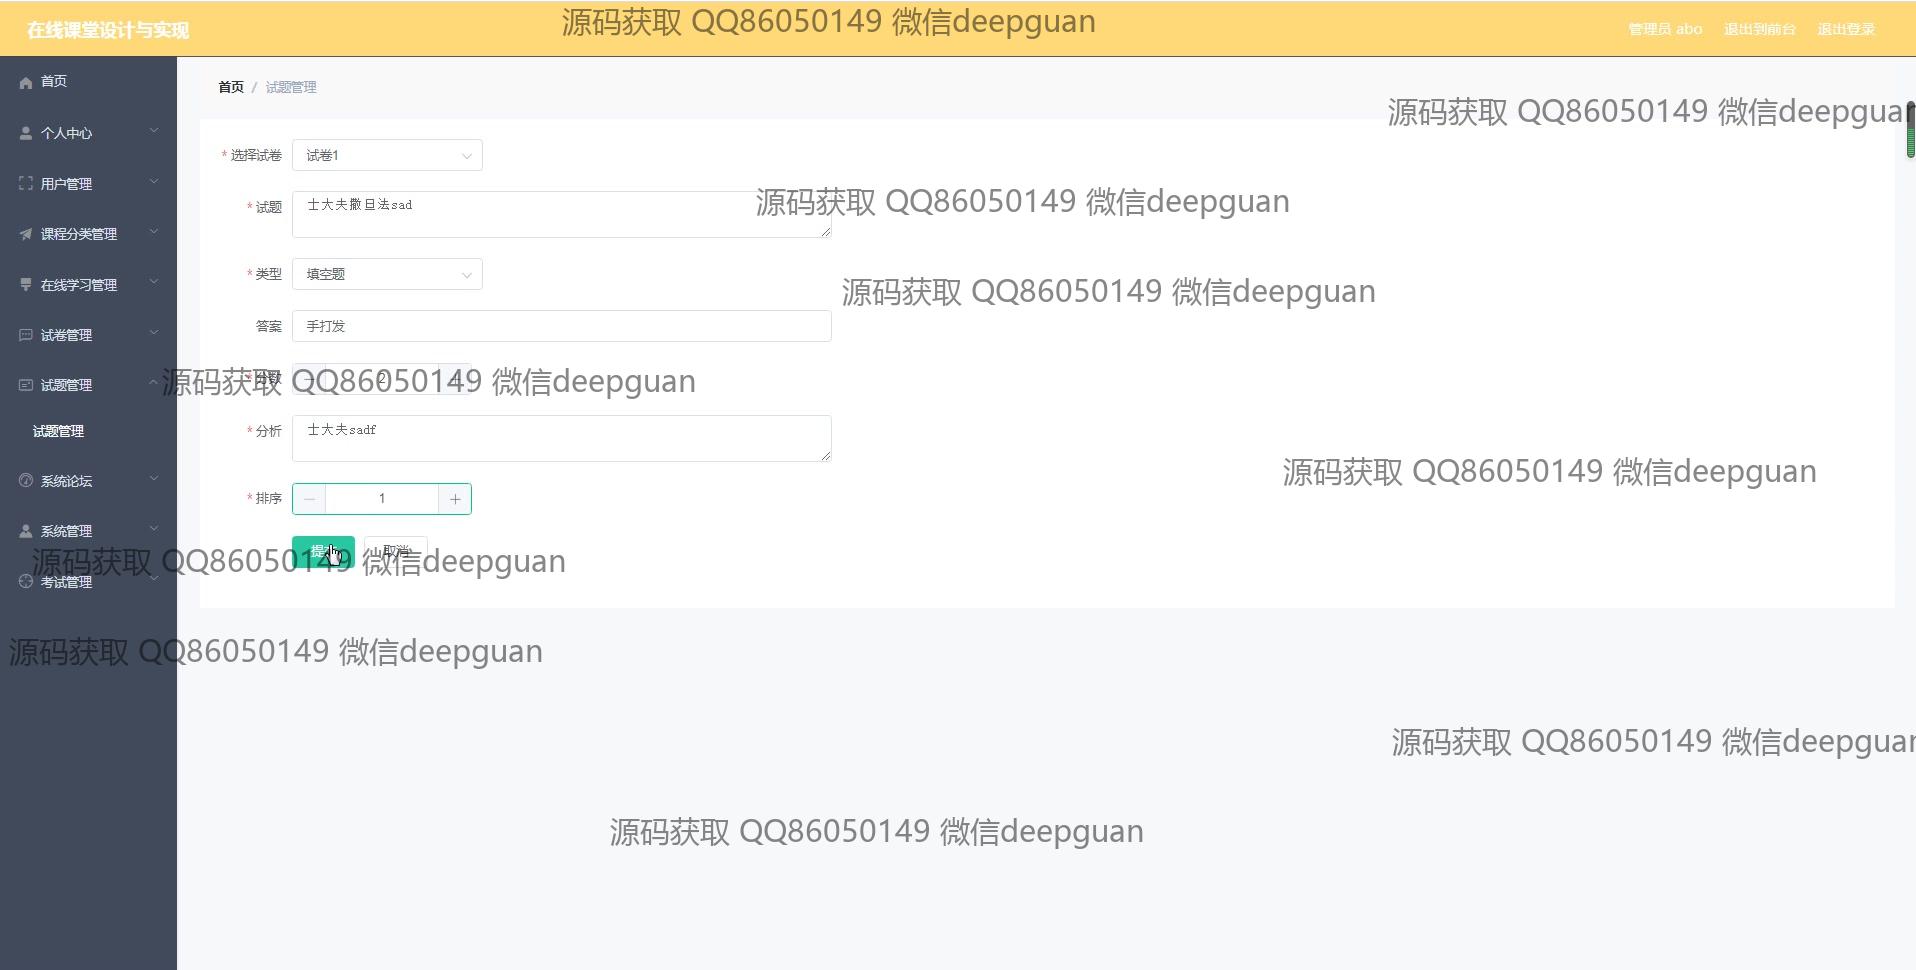 在线课堂设计与实现
源码获取 QQ86050149 微信deepguan
管理员 abo
退出到前台
退出登录
首页
首页 / 试题管理
源码获取 QQ86050149 微信deepguan
个人中心
* 选择试卷 试卷1
用户管理
* 试题 士大夫撒旦法sad
源码获取 QQ86050149 微信deepguan
课程分类管理
* 类型 填空题
在线学习管理
源码获取 QQ86050149 微信deepguan
答案 手打发
试卷管理
* 分数 2
试题管理
源码获取 QQ86050149 微信deepguan
试题管理
* 分析 士大夫sadf
源码获取 QQ86050149 微信deepguan
系统论坛
* 排序 1
系统管理
提交 取消
源码获取 QQ86050149 微信deepguan
考试管理
源码获取 QQ86050149 微信deepguan
源码获取 QQ86050149 微信deepguan
源码获取 QQ86050149 微信deepguan